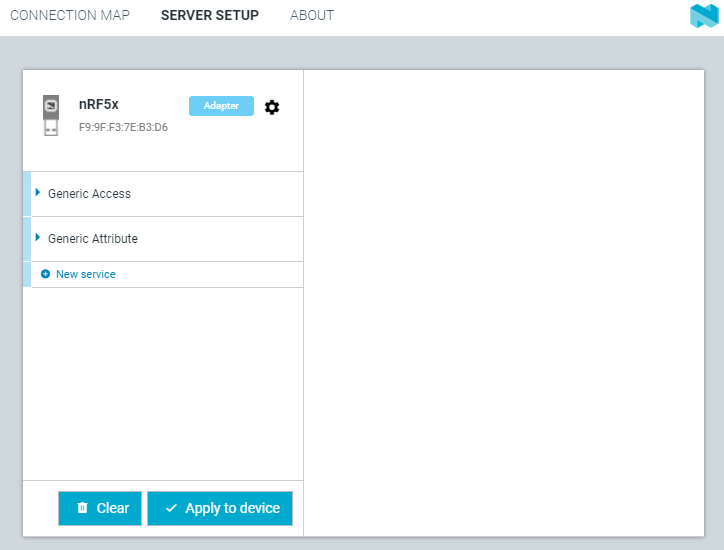 CONNECTION MAP SERVER SETUP ABOUT
nRF5x Adapter
F9:9F:F3:7E:B3:D6
Generic Access
Generic Attribute
New service
Clear Apply to device